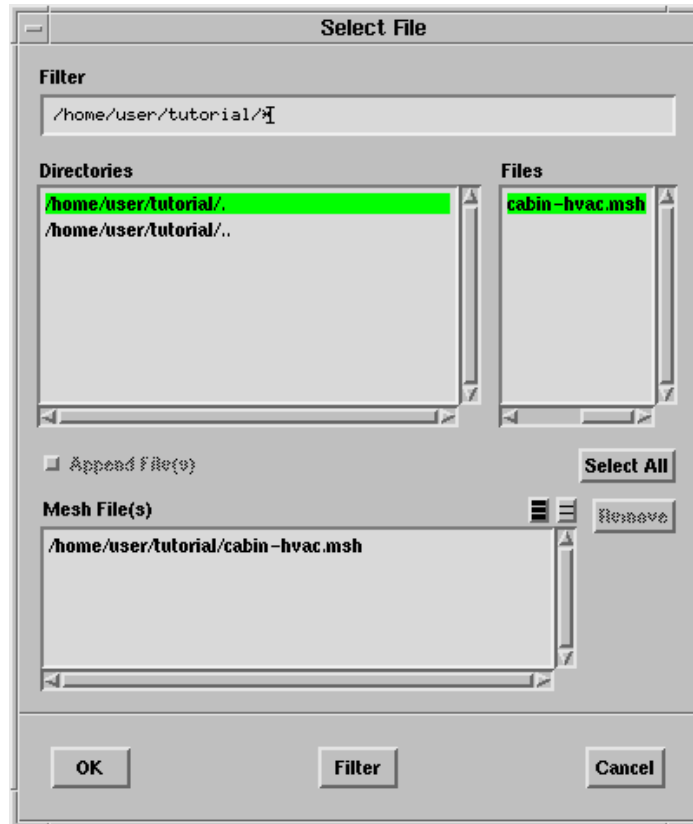 Select File
Filter
/home/user/tutorial/*
Directories
Files
/home/user/tutorial/.
cabin-hvac.msh
/home/user/tutorial/..
Append File(s)
Select All
Mesh File(s)
Remove
/home/user/tutorial/cabin-hvac.msh
OK
Filter
Cancel